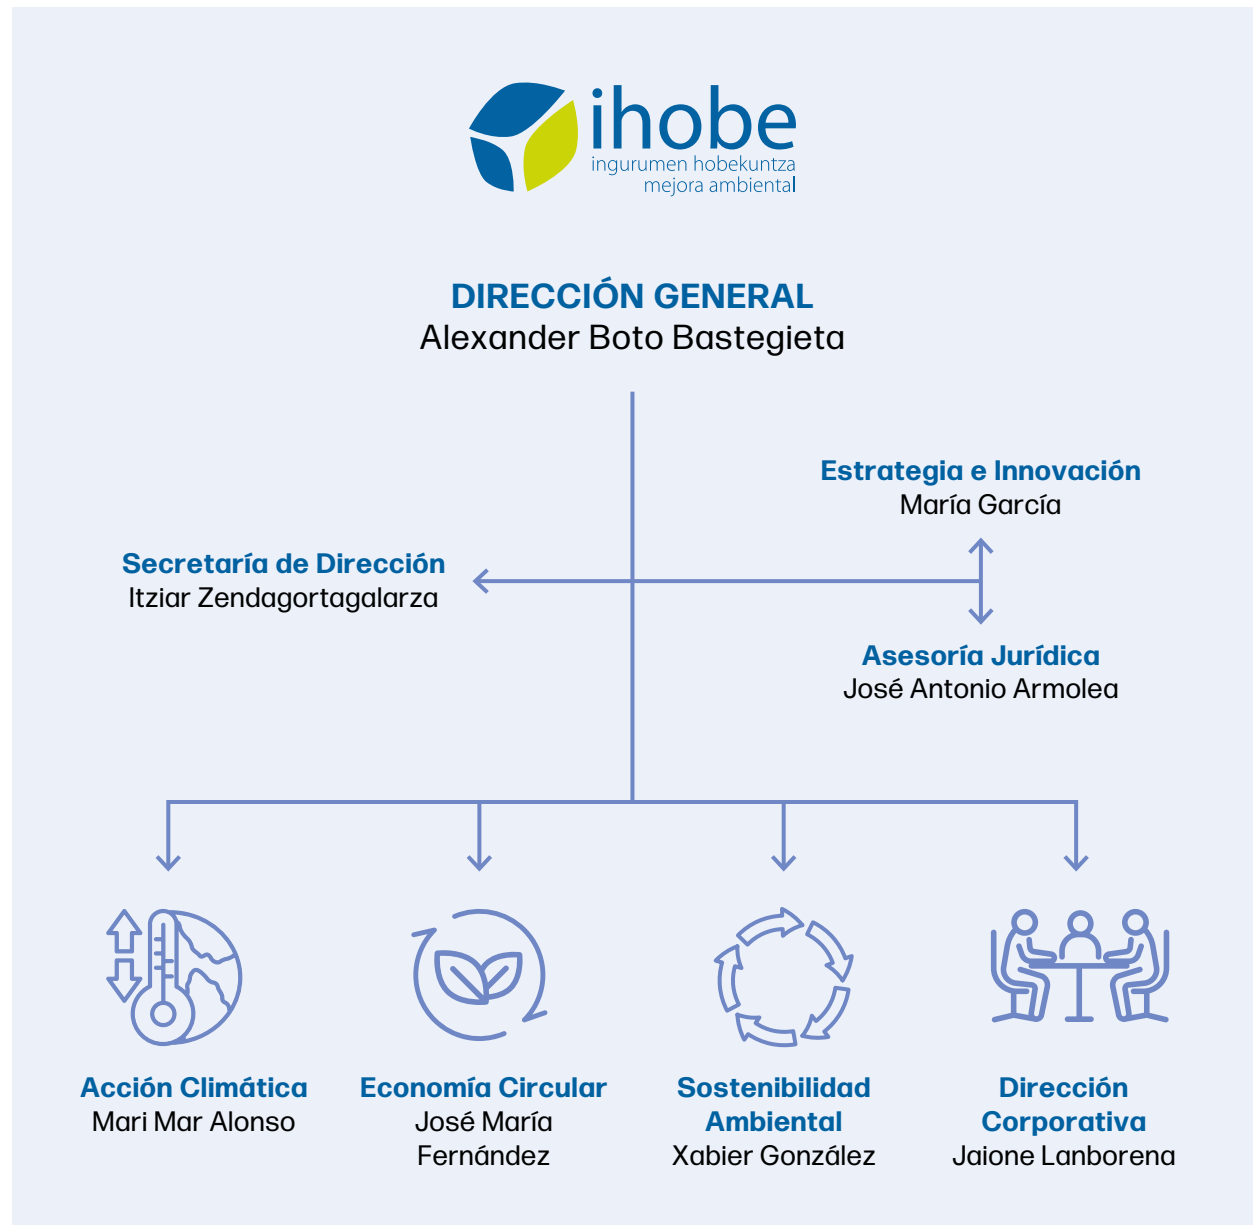 ihobe
ingurumen hobekuntza
mejora ambiental
DIRECCIÓN GENERAL
Alexander Boto Bastegieta
Estrategia e Innovación
María García
Secretaría de Dirección
Itziar Zendagortagalarza
Asesoría Jurídica
José Antonio Armolea
Acción Climática
Mari Mar Alonso
Economía Circular
José María
Fernández
Sostenibilidad
Ambiental
Xabier González
Dirección
Corporativa
Jaione Lanborena